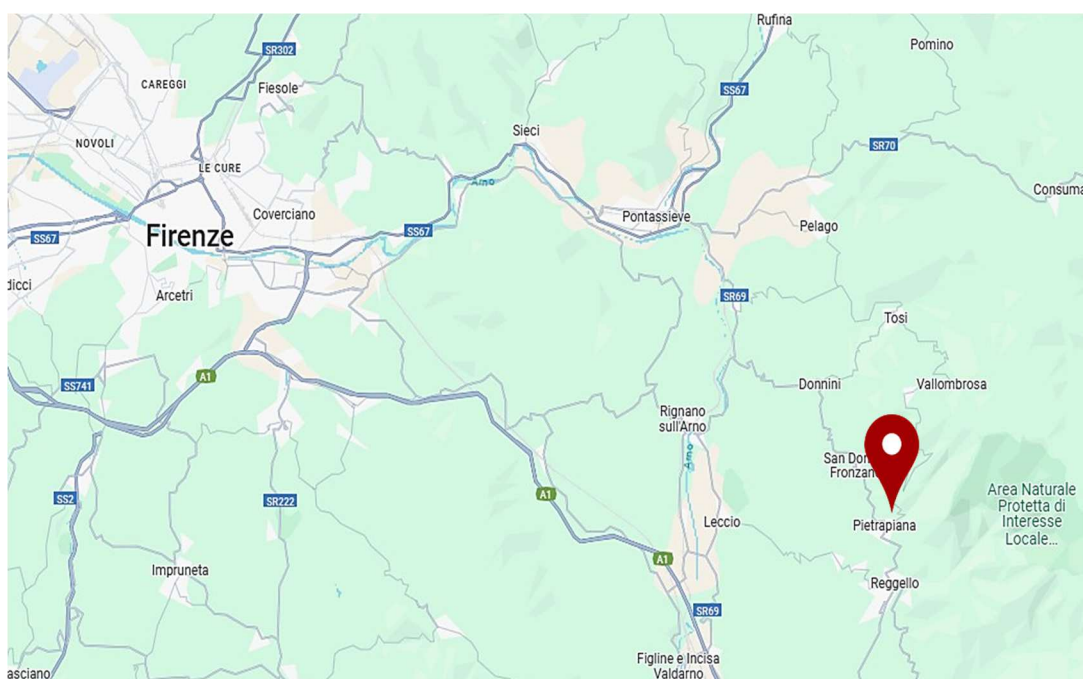 Rufina
Pomino
SR302
CAREGGI
Fiesole
SS67
NOVOLI
Sieci
SR70
LE CURE
Arno
Consuma
Coverciano
Pontassieve
SS67
Firenze
SS67
Pelago
dicci
Arcetri
SR69
Tosi
A1
SS741
Donnini
Vallombrosa
Rignano
sull'Arno
Arno
San Don
Fronzan
A1
SS2
SR222
Area Naturale
Protetta di
Interesse
Locale...
Leccio
Pietrapiana
A1
Impruneta
Reggello
SR69
Figline e Incisa
Valdarno
asciano